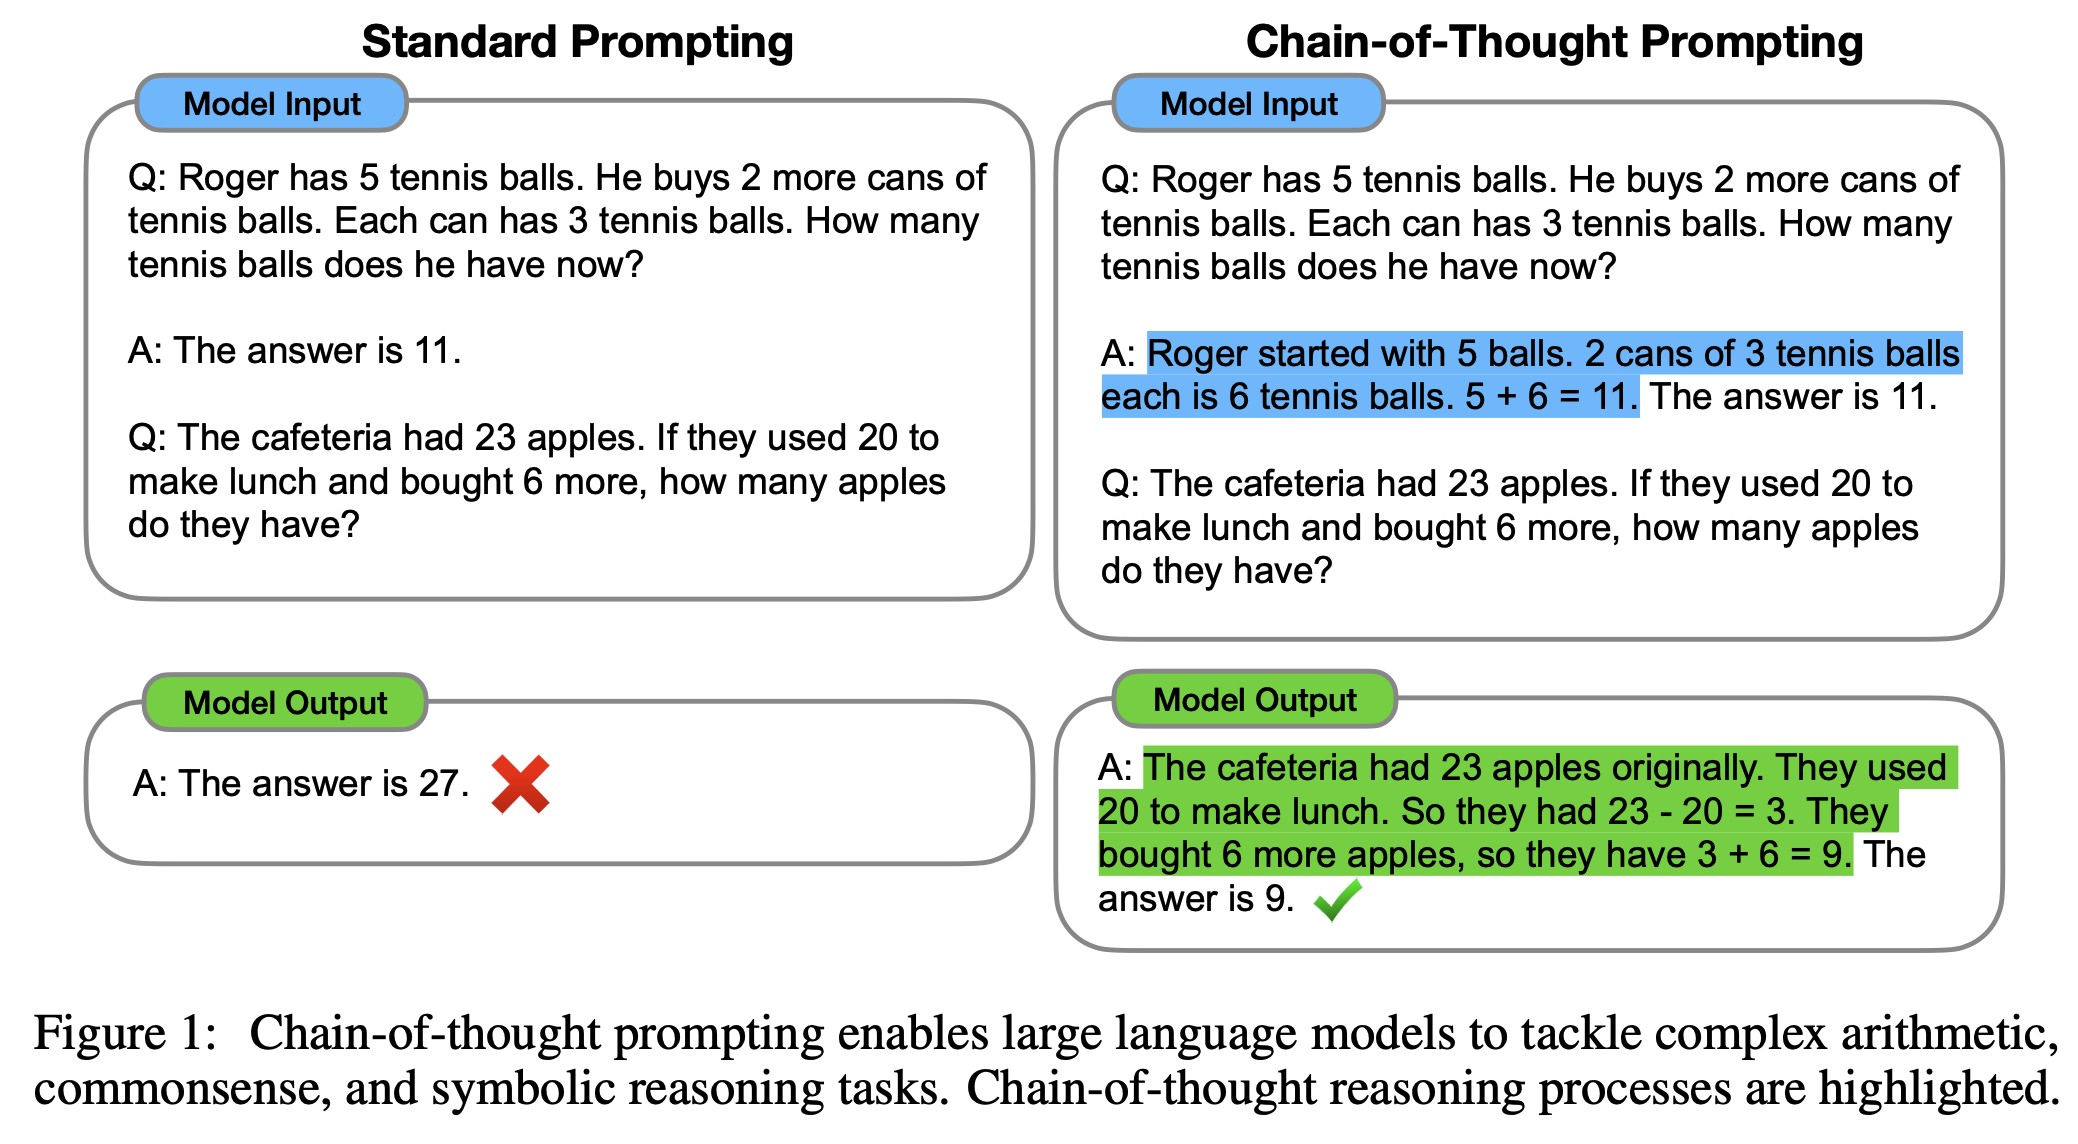 Standard Prompting
Model Input
Q: Roger has 5 tennis balls. He buys 2 more cans of
tennis balls. Each can has 3 tennis balls. How many
tennis balls does he have now?
A: The answer is 11.
Q: The cafeteria had 23 apples. If they used 20 to
make lunch and bought 6 more, how many apples
do they have?
Model Output
A: The answer is 27.
Chain-of-Thought Prompting
Model Input
Q: Roger has 5 tennis balls. He buys 2 more cans of
tennis balls. Each can has 3 tennis balls. How many
tennis balls does he have now?
A: Roger started with 5 balls. 2 cans of 3 tennis balls
each is 6 tennis balls. 5 + 6 = 11. The answer is 11.
Q: The cafeteria had 23 apples. If they used 20 to
make lunch and bought 6 more, how many apples
do they have?
Model Output
A: The cafeteria had 23 apples originally. They used
20 to make lunch. So they had 23 - 20 = 3. They
bought 6 more apples, so they have 3 + 6 = 9. The
answer is 9.
Figure 1: Chain-of-thought prompting enables large language models to tackle complex arithmetic,
commonsense, and symbolic reasoning tasks. Chain-of-thought reasoning processes are highlighted.